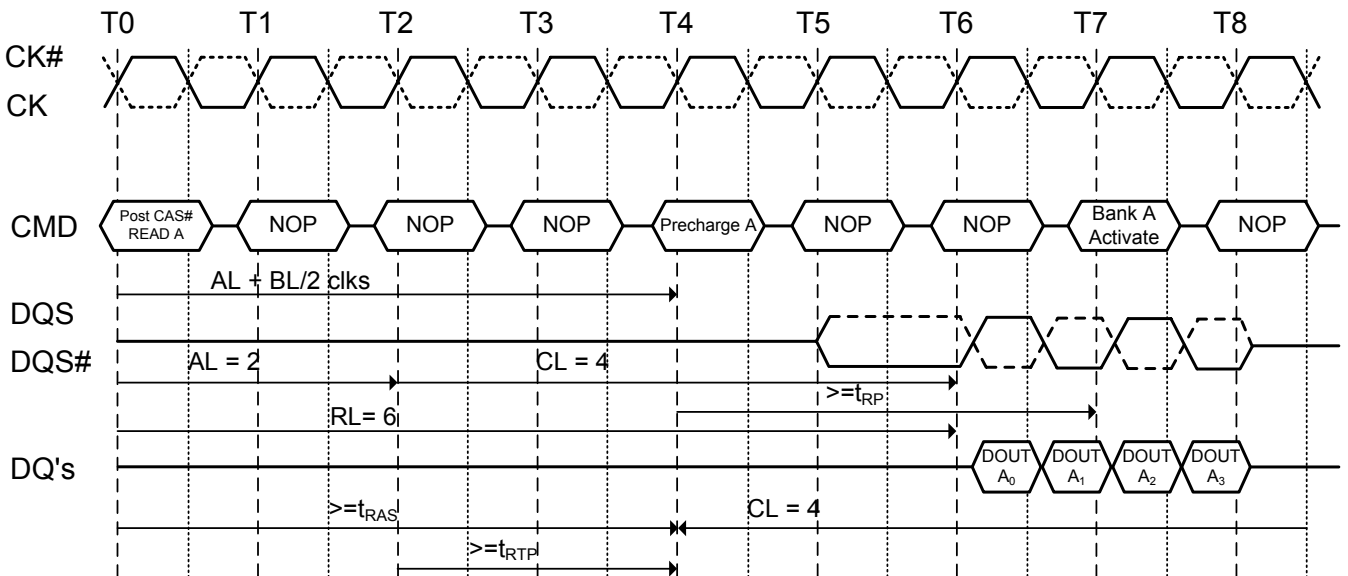 T0 T1 T2 T3 T4 T5 T6 T7 T8
CK#
CK
CMD
Post CAS#
READ A
NOP
NOP
NOP
Precharge A
NOP
NOP
Bank A
Activate
NOP
AL + BL/2 clks
DQS
DQS#
AL = 2
CL = 4
>=tRP
RL= 6
DQ's
DOUT
A0
DOUT
A1
DOUT
A2
DOUT
A3
>=tRAS
CL = 4
>=tRTP